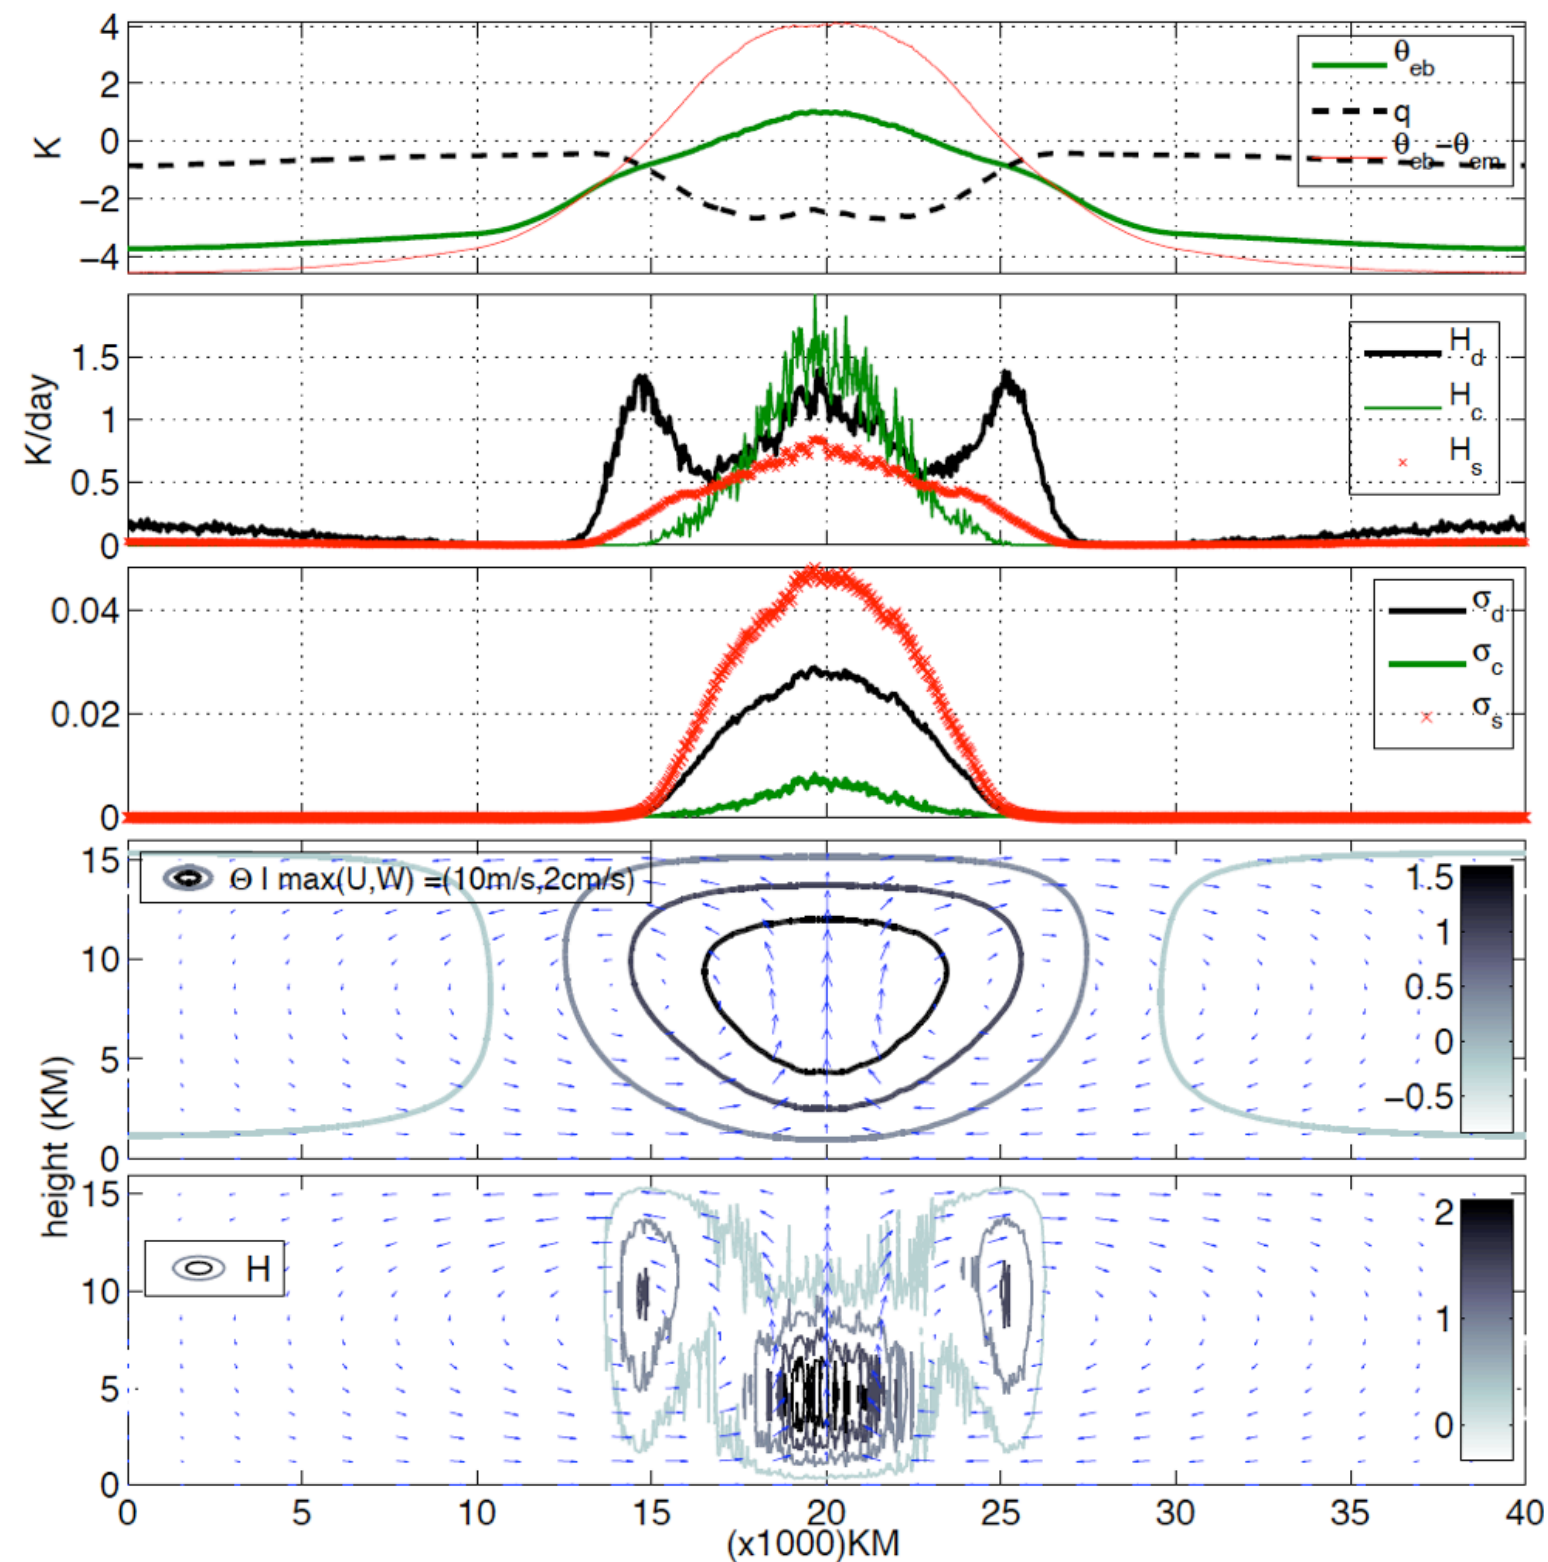 4
2
0
−2
−4
K
θeb
q
θeb−θem
1.5
1
0.5
0
K/day
Hd
Hc
Hs
0.04
0.02
0
σd
σc
σs
15
10
5
0
Θ I max(U,W) =(10m/s,2cm/s)
1.5
1
0.5
0
−0.5
height (KM)
15
10
5
0
H
2
1
0
0 5 10 15 20 25 30 35 40
(x1000)KM